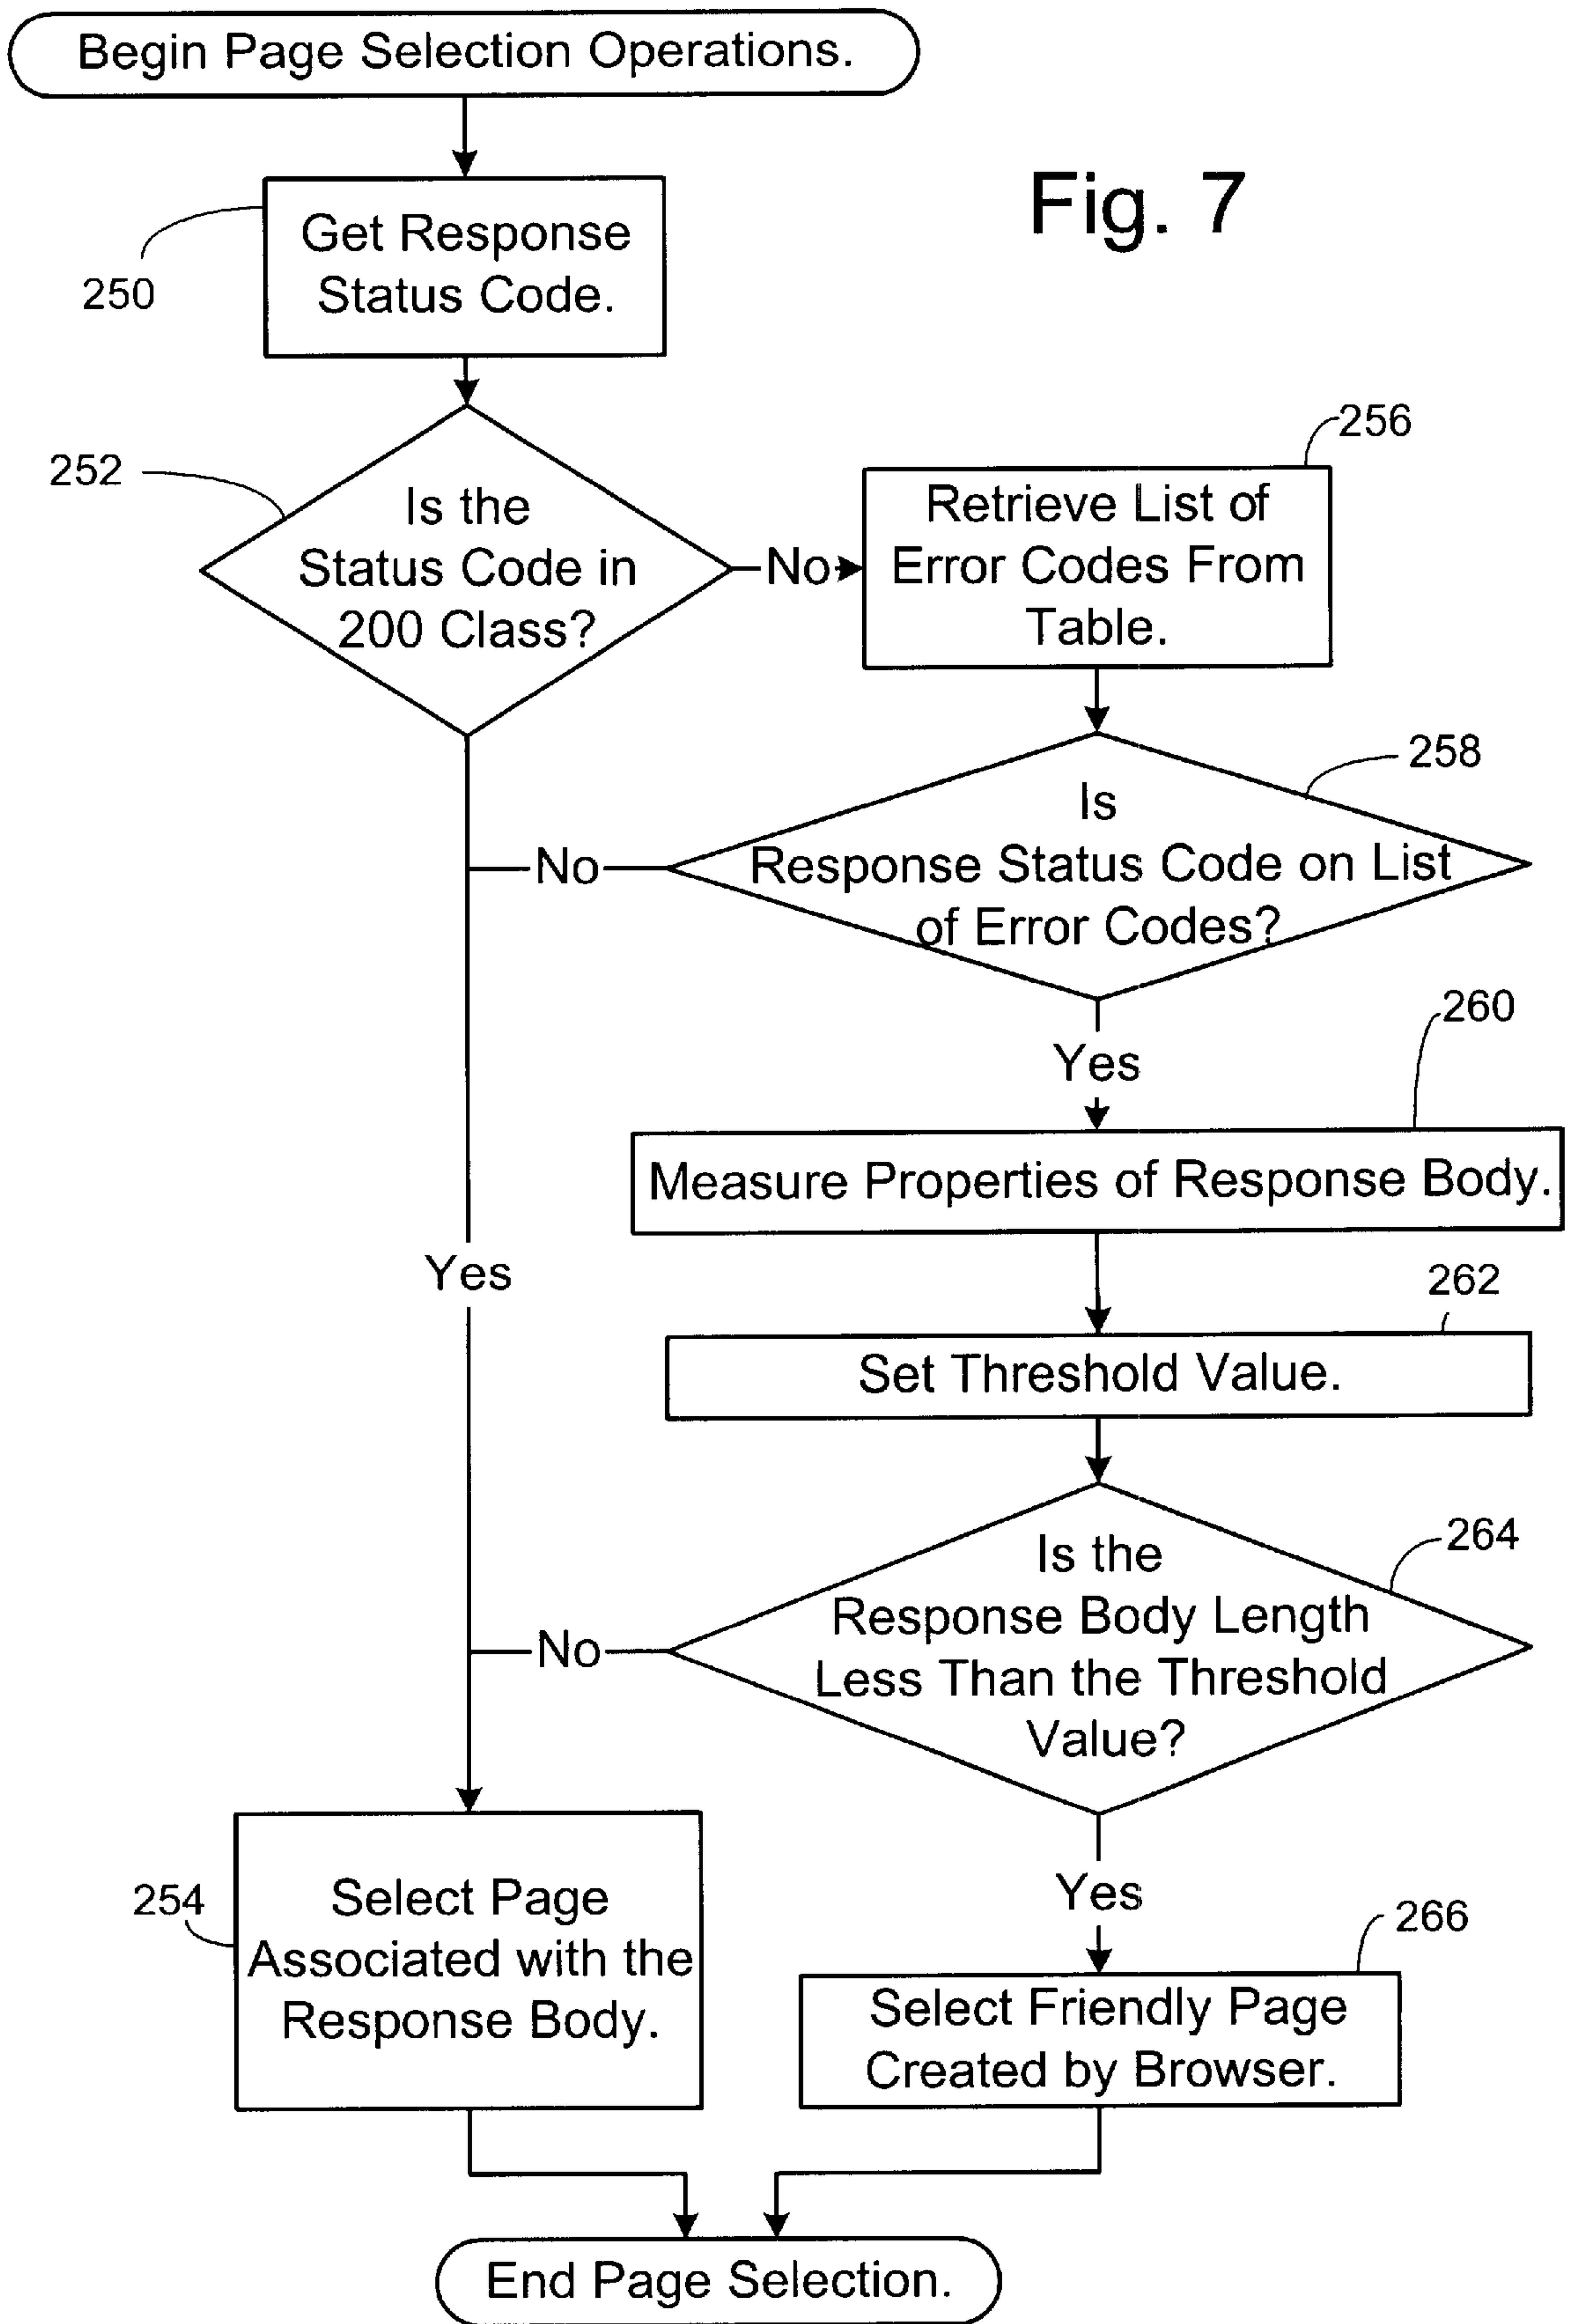 Begin Page Selection Operations.
Fig. 7
250
Get Response
Status Code.
252
Is the
Status Code in
200 Class?
No
256
Retrieve List of
Error Codes From
Table.
258
Is
Response Status Code on List
of Error Codes?
No
Yes
260
Measure Properties of Response Body.
Yes
262
Set Threshold Value.
264
Is the
Response Body Length
Less Than the Threshold
Value?
No
Yes
254
Select Page
Associated with the
Response Body.
266
Select Friendly Page
Created by Browser.
End Page Selection.